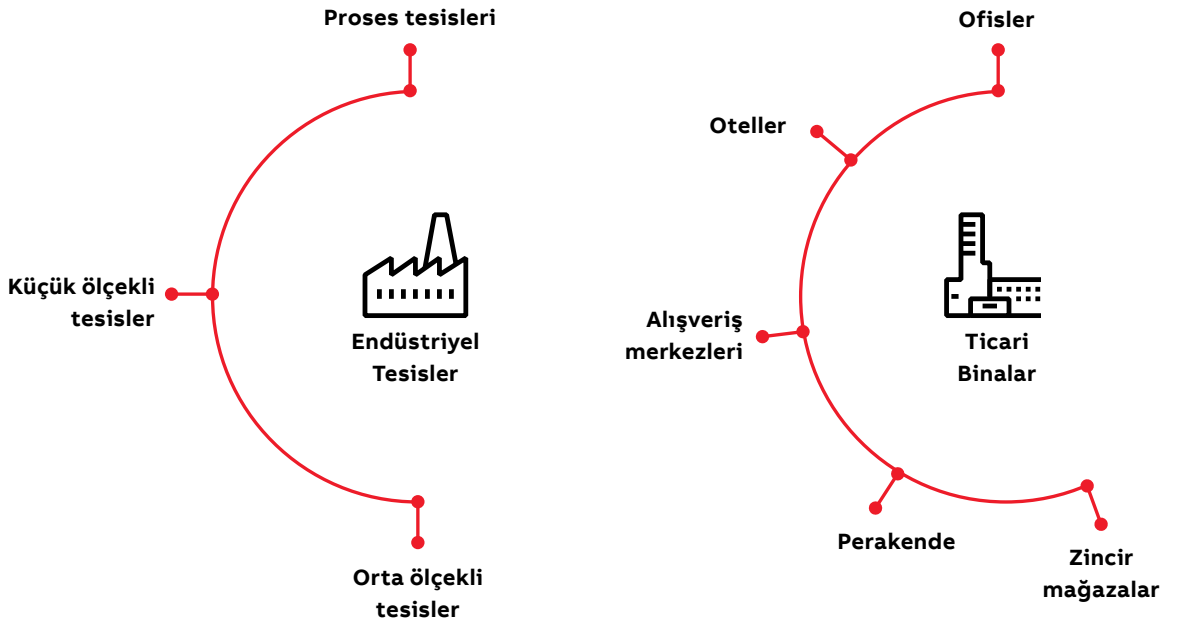 Proses tesisleri
Küçük ölçekli
tesisler
Endüstriyel
Tesisler
Orta ölçekli
tesisler
Ofisler
Oteller
Alışveriş
merkezleri
Ticari
Binalar
Perakende
Zincir
mağazalar